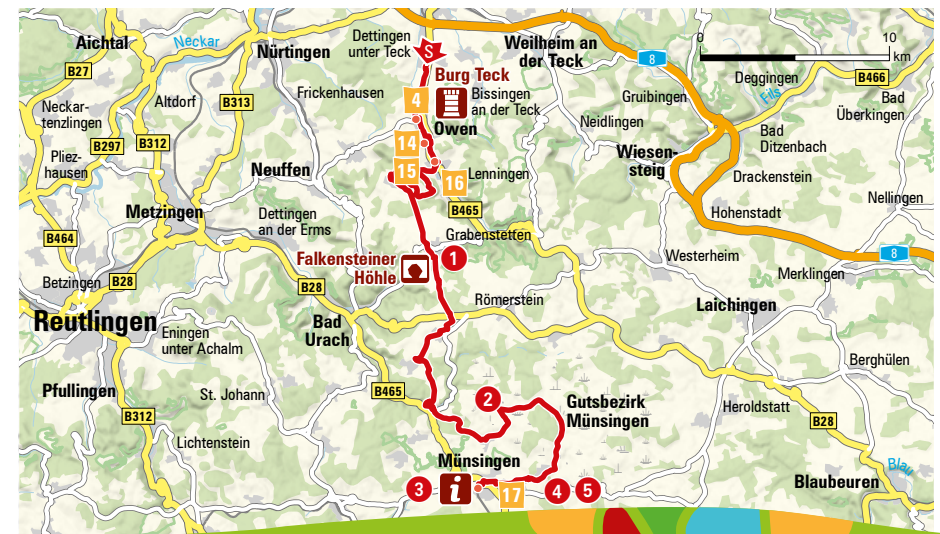 Aichtal
Neckar
Nürtingen
Dettingen
unter Teck
S
Weilheim an
der Teck
0
10
km
8
B27
Deggingen
B466
Fils
Burg Teck
Bissingen
an der Teck
Frickenhausen
4
Gruibingen
Bad
Überkingen
Neckar-
tenzlingen
Altdorf
B313
Neidlingen
Owen
Bad
Ditzenbach
B297
B312
14
Wiesen-
steig
Pliez-
hausen
Neuffen
15
16
Lenningen
Drackenstein
Nellingen
Metzingen
Dettingen
an der Erms
B465
Hohenstadt
B464
Grabenstetten
Falkensteiner
Höhle
1
Westerheim
8
Merklingen
Betzingen
B28
B28
Römerstein
Laichingen
Reutlingen
Bad
Urach
Eningen
unter Achalm
Berghülen
Pfullingen
St. Johann
B465
2
Gutsbezirk
Münsingen
Heroldstatt
B312
B28
Lichtenstein
Münsingen
3
i
17
4
5
Blau
Blaubeuren